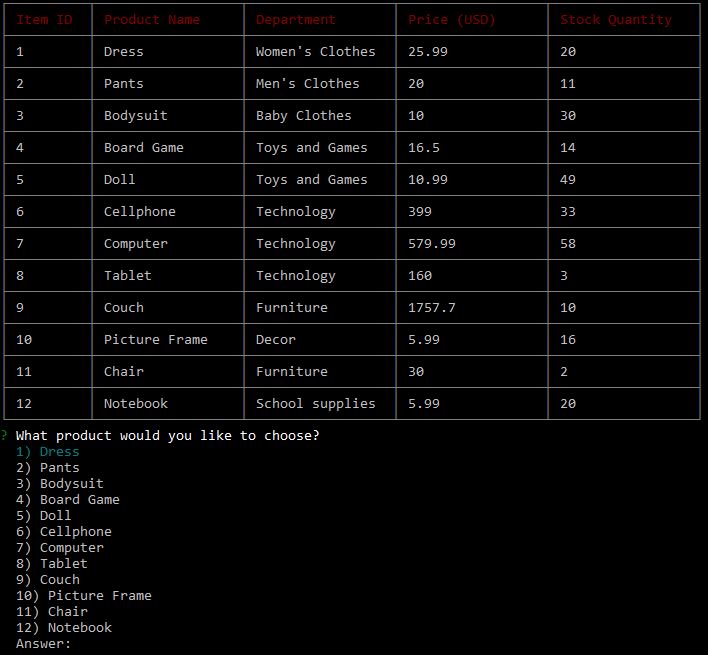 Item ID Product Name Department Price (USD) Stock Quantity
1 Dress Women's Clothes 25.99 20
2 Pants Men's Clothes 20 11
3 Bodysuit Baby Clothes 10 30
4 Board Game Toys and Games 16.5 14
5 Doll Toys and Games 10.99 49
6 Cellphone Technology 399 33
7 Computer Technology 579.99 58
8 Tablet Technology 160 3
9 Couch Furniture 1757.7 10
10 Picture Frame Decor 5.99 16
11 Chair Furniture 30 2
12 Notebook School supplies 5.99 20
? What product would you like to choose?
1) Dress
2) Pants
3) Bodysuit
4) Board Game
5) Doll
6) Cellphone
7) Computer
8) Tablet
9) Couch
10) Picture Frame
11) Chair
12) Notebook
Answer: